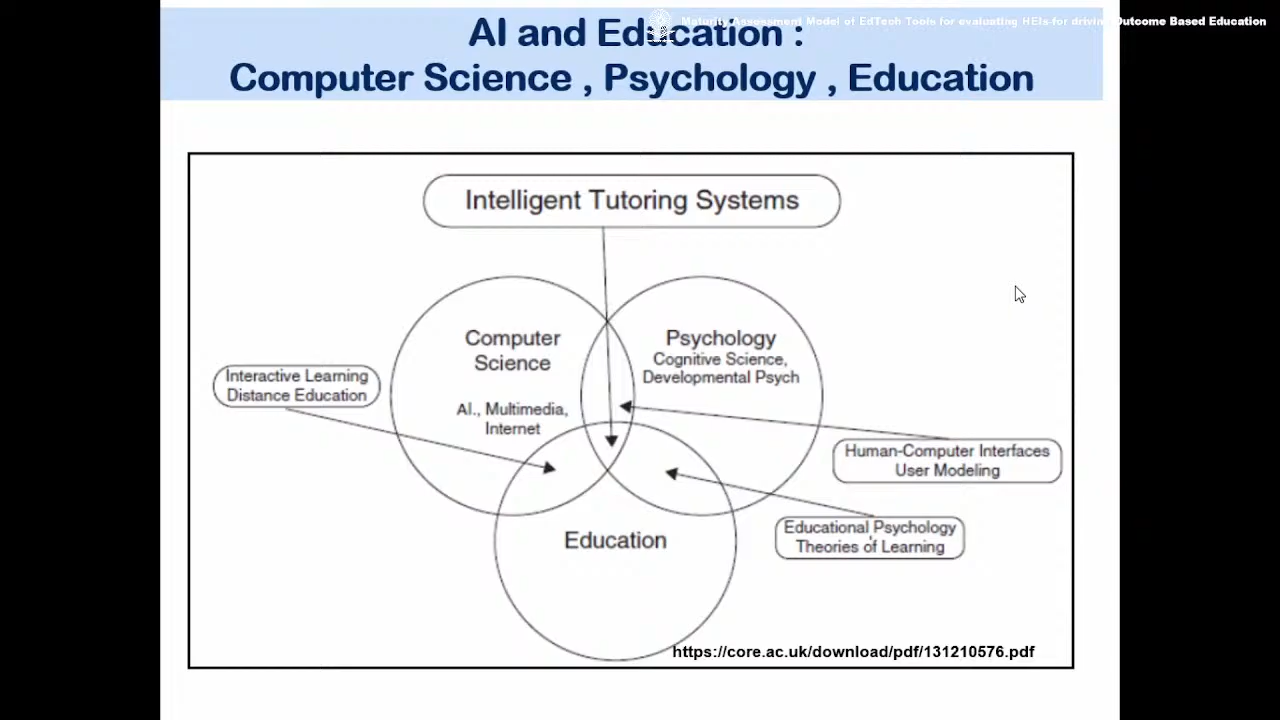 Maturity Assessment Model of EdTech Tools for evaluating HEIs for driving Outcome Based Education
AI and Education :
Computer Science , Psychology , Education
Intelligent Tutoring Systems
Computer
Science
AI., Multimedia,
Internet
Psychology
Cognitive Science,
Developmental Psych
Interactive Learning
Distance Education
Human-Computer Interfaces
User Modeling
Educational Psychology
Theories of Learning
Education
https://core.ac.uk/download/pdf/131210576.pdf